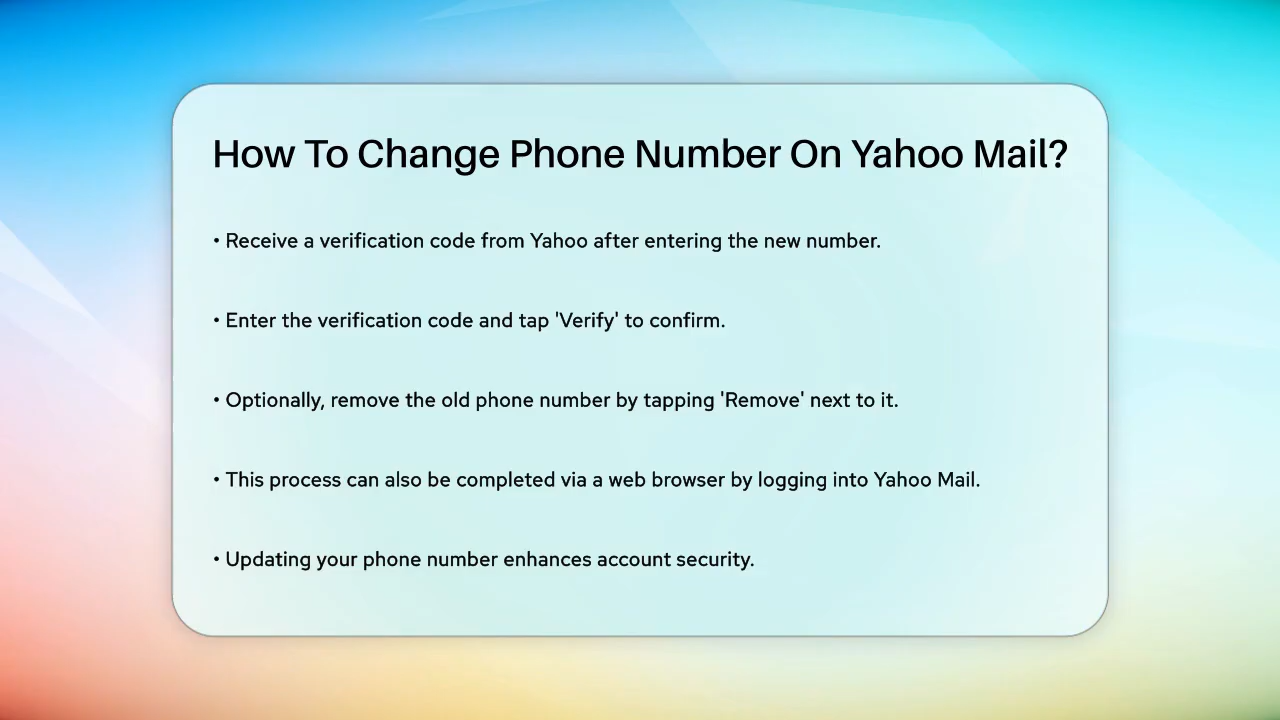 How To Change Phone Number On Yahoo Mail?
• Receive a verification code from Yahoo after entering the new number.
• Enter the verification code and tap 'Verify' to confirm.
• Optionally, remove the old phone number by tapping 'Remove' next to it.
• This process can also be completed via a web browser by logging into Yahoo Mail.
• Updating your phone number enhances account security.